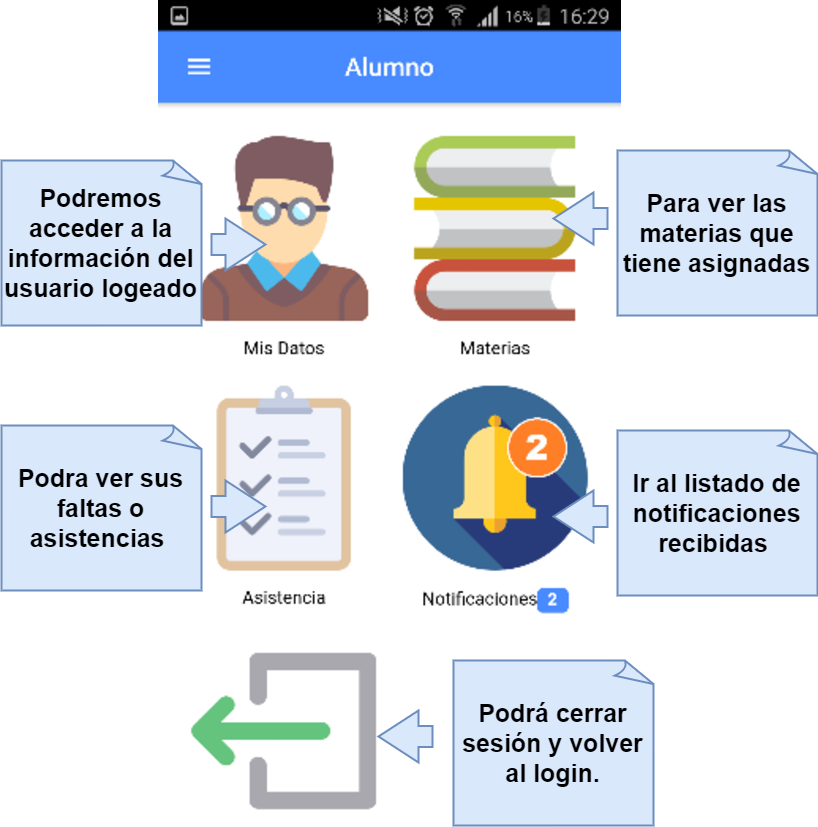 16% 16:29
Alumno
Podremos
acceder a la
información del
usuario logeado
Para ver las
materias que
tiene asignadas
Mis Datos
Materias
Podra ver sus
faltas o
asistencias
2
Ir al listado de
notificaciones
recibidas
Asistencia
Notificaciones 2
Podrá cerrar
sesión y volver
al login.